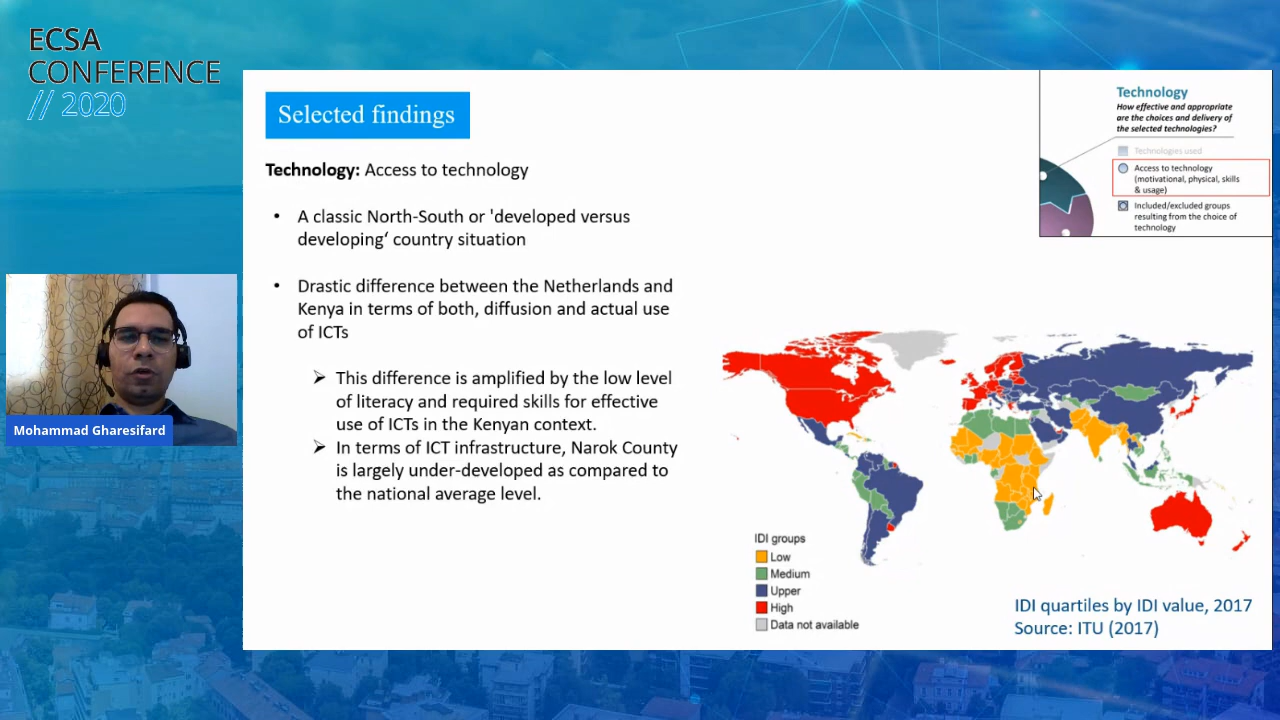 ECSA
CONFERENCE
// 2020
Selected findings
Technology: Access to technology
• A classic North-South or 'developed versus
developing‘ country situation
• Drastic difference between the Netherlands and
Kenya in terms of both, diffusion and actual use
of ICTs
➢ This difference is amplified by the low level
of literacy and required skills for effective
use of ICTs in the Kenyan context.
➢ In terms of ICT infrastructure, Narok County
is largely under-developed as compared to
the national average level.
Technology
How effective and appropriate
are the choices and delivery of
the selected technologies?
Technologies used
Access to technology
(motivational, physical, skills
& usage)
Included/excluded groups
resulting from the choice of
technology
IDI groups
Low
Medium
Upper
High
Data not available
IDI quartiles by IDI value, 2017
Source: ITU (2017)
Mohammad Gharesifard